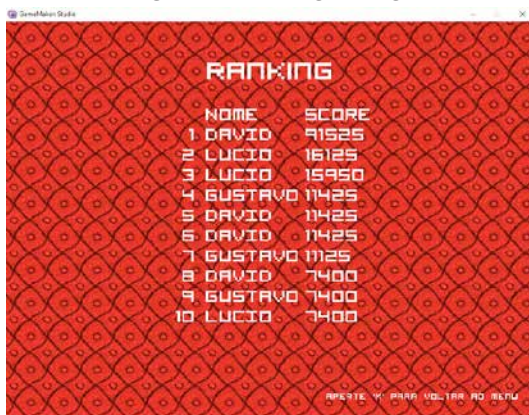 GameMaker Studio
RANKING
NOME SCORE
1 DAVID 91525
2 LUCIO 16125
3 LUCIO 15950
4 GUSTAVO 11425
5 DAVID 11425
6 DAVID 11425
7 GUSTAVO 11125
8 DAVID 7400
9 GUSTAVO 7400
10 LUCIO 7400
APERTE PARA VOLTAR AO MENU